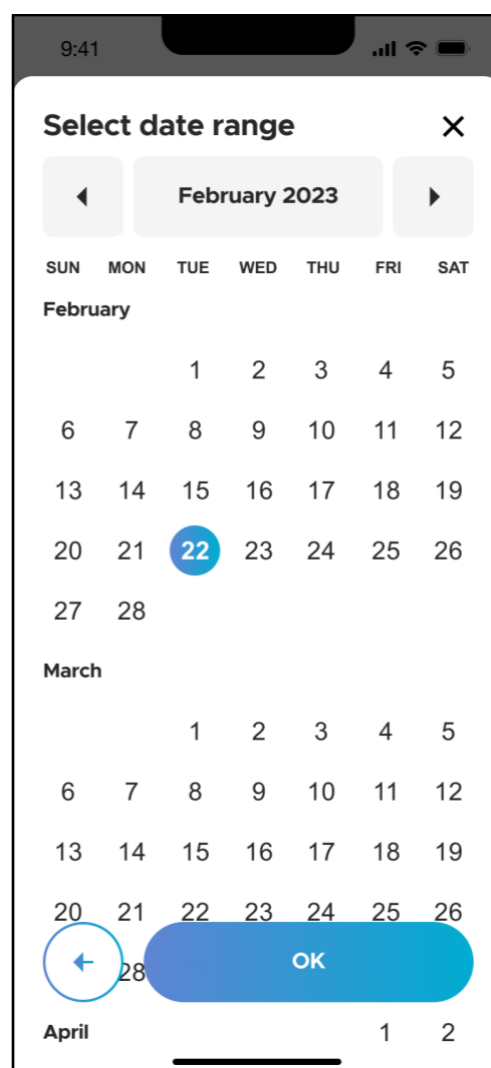 9:41
Select date range
February 2023
SUN MON TUE WED THU FRI SAT
February
1 2 3 4 5
6 7 8 9 10 11 12
13 14 15 16 17 18 19
20 21 22 23 24 25 26
27 28
March
1 2 3 4 5
6 7 8 9 10 11 12
13 14 15 16 17 18 19
20 21 22 23 24 25 26
28 OK
April 1 2